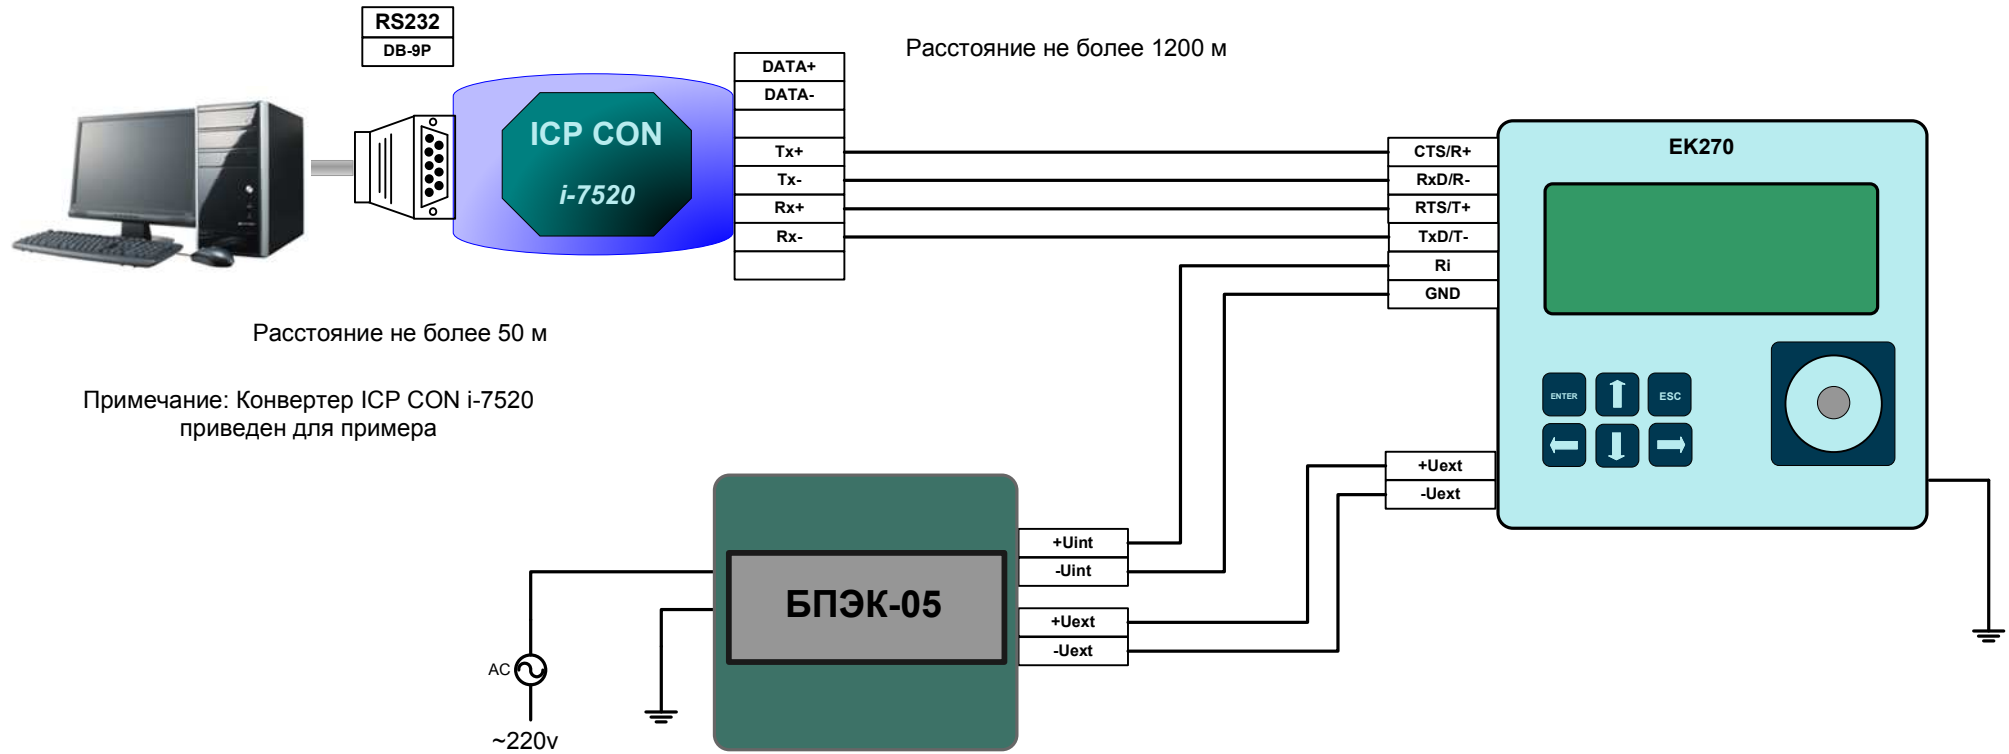 RS232
DB-9P
Расстояние не более 1200 м
DATA+
DATA-
Tx+
Tx-
Rx+
Rx-
ICP CON
i-7520
CTS/R+
RxD/R-
RTS/T+
TxD/T-
Ri
GND
EK270
ENTER
ESC
Расстояние не более 50 м
Примечание: Конвертер ICP CON i-7520
приведен для примера
+Uext
-Uext
+Uint
-Uint
+Uext
-Uext
БПЭК-05
AC
~220v